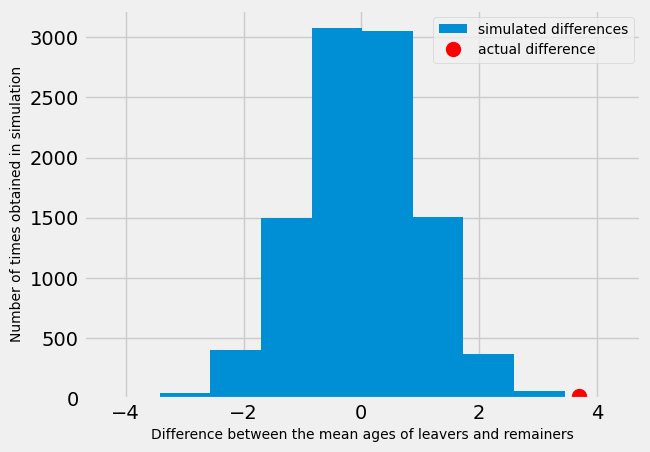 simulated differences
actual difference
3000
2500
2000
1500
1000
500
0
Number of times obtained in simulation
−4 −2 0 2 4
Difference between the mean ages of leavers and remainers